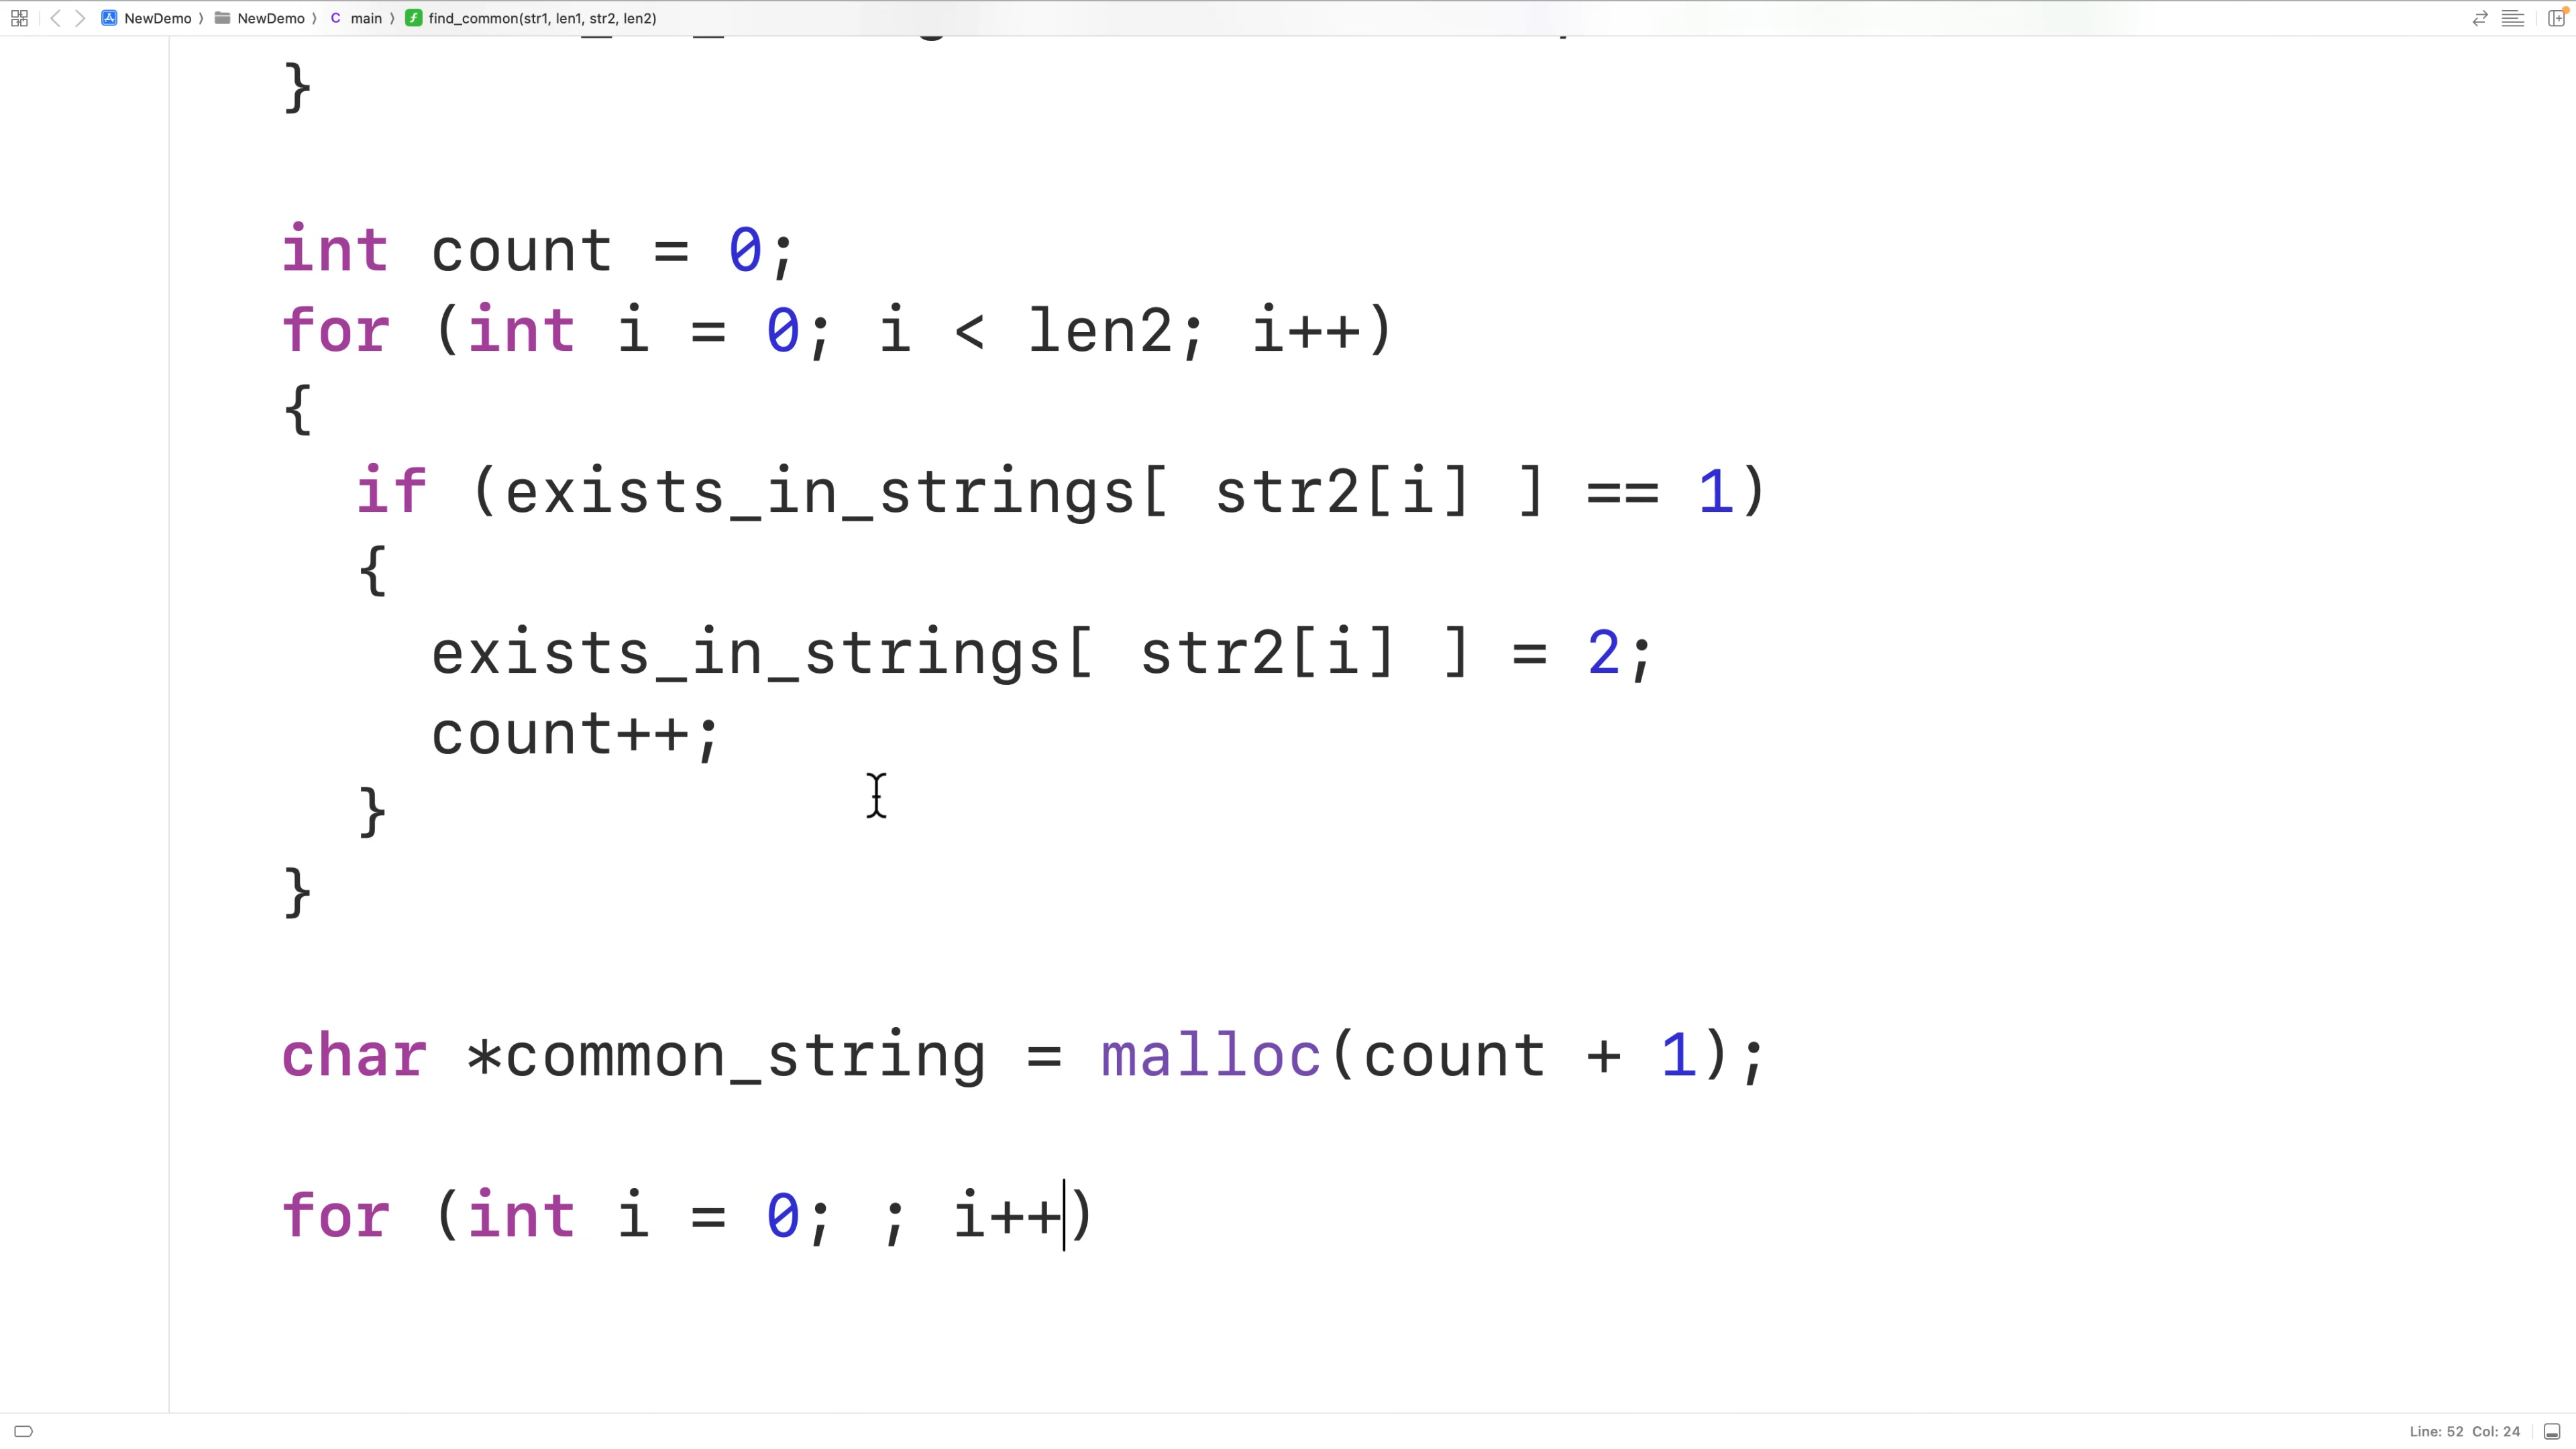 NewDemo › NewDemo › C main › f find_common(str1, len1, str2, len2)
}
int count = 0;
for (int i = 0; i < len2; i++)
{
if (exists_in_strings[ str2[i] ] == 1)
{
exists_in_strings[ str2[i] ] = 2;
count++;
}
}
char *common_string = malloc(count + 1);
for (int i = 0; ; i++)
Line: 52 Col: 24